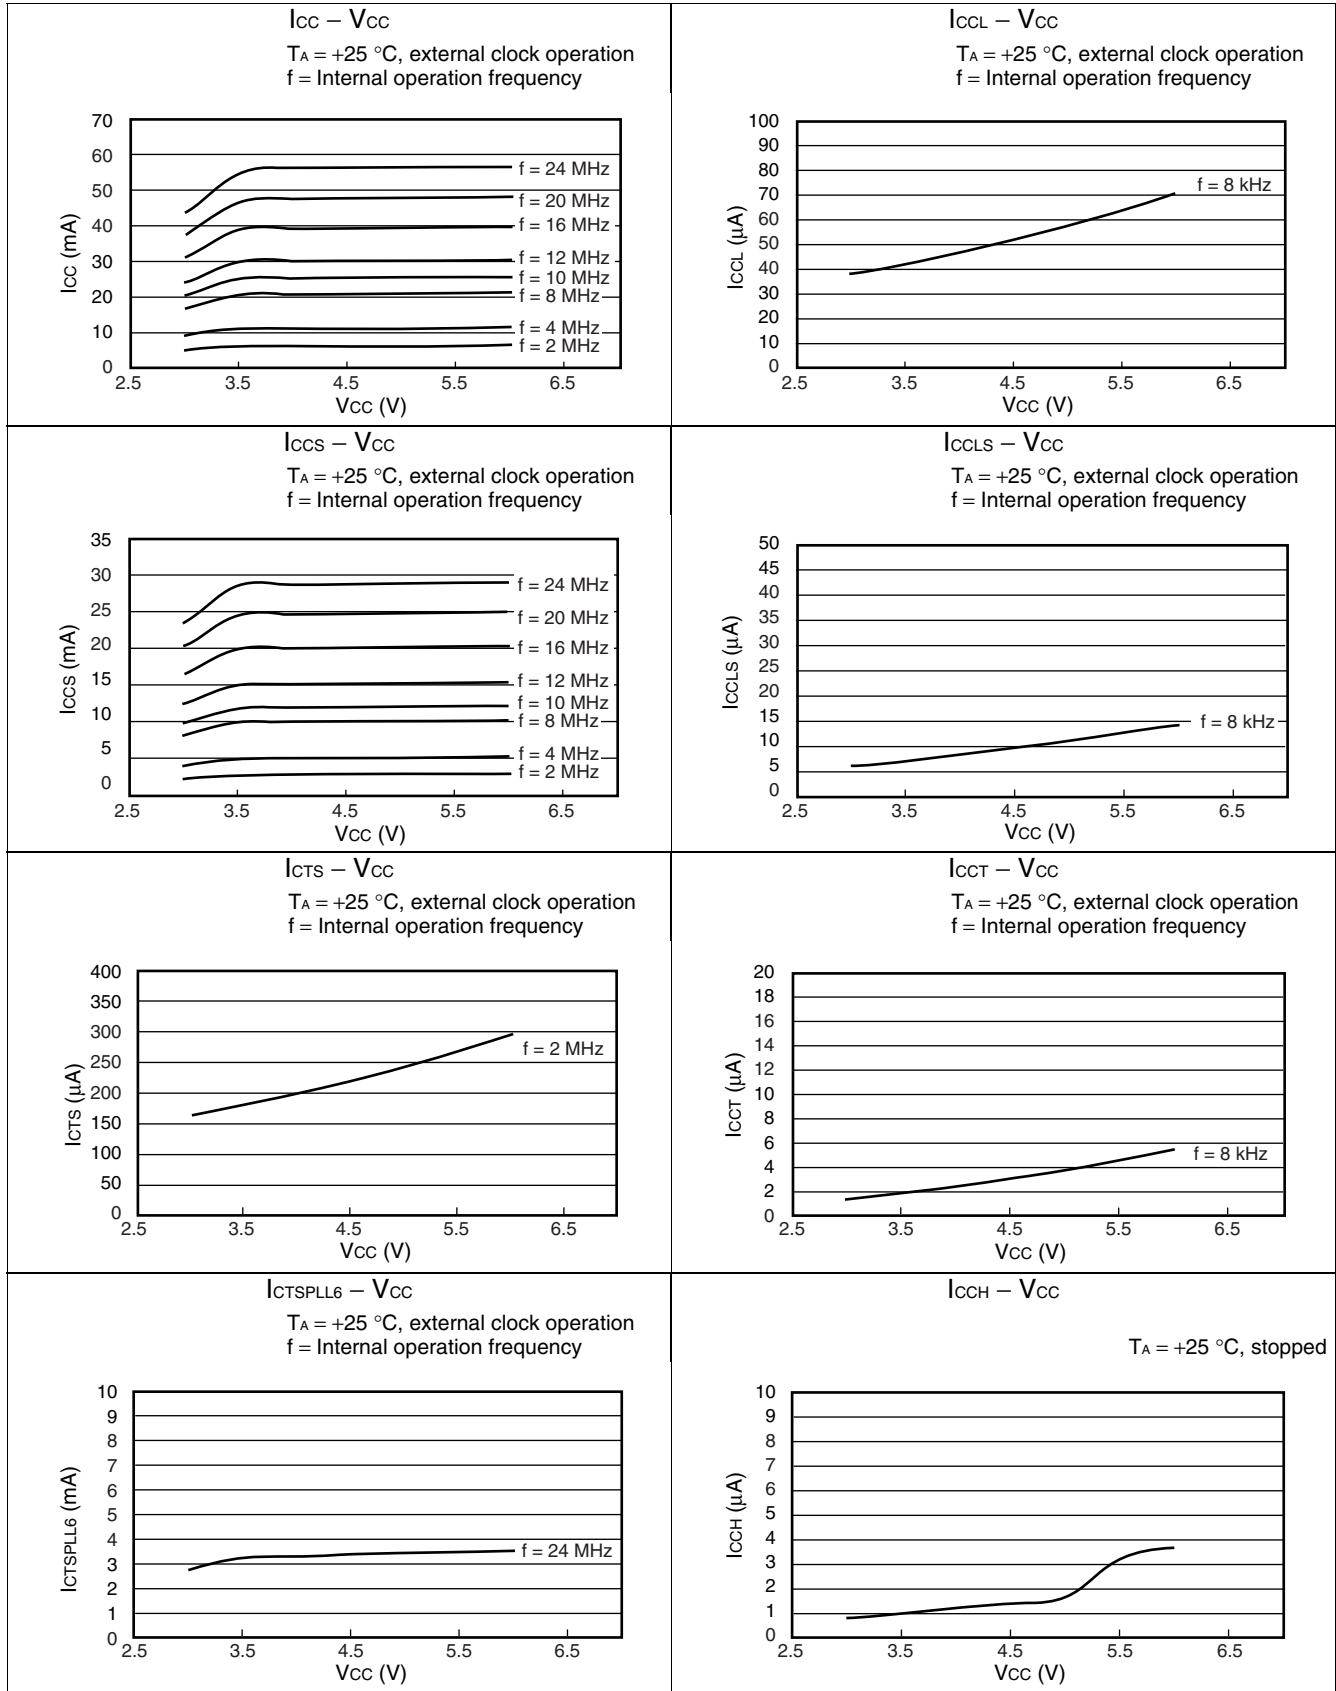 ICC – VCC
TA = +25 °C, external clock operation
f = Internal operation frequency
70
60
50
40
30
20
10
0
ICC (mA)
f = 24 MHz
f = 20 MHz
f = 16 MHz
f = 12 MHz
f = 10 MHz
f = 8 MHz
f = 4 MHz
f = 2 MHz
2.5 3.5 4.5 5.5 6.5
VCC (V)
ICCL – VCC
TA = +25 °C, external clock operation
f = Internal operation frequency
100
90
80
70
60
50
40
30
20
10
0
ICCL (µA)
f = 8 kHz
2.5 3.5 4.5 5.5 6.5
VCC (V)
ICCS – VCC
TA = +25 °C, external clock operation
f = Internal operation frequency
35
30
25
20
15
10
5
0
ICCS (mA)
f = 24 MHz
f = 20 MHz
f = 16 MHz
f = 12 MHz
f = 10 MHz
f = 8 MHz
f = 4 MHz
f = 2 MHz
2.5 3.5 4.5 5.5 6.5
VCC (V)
ICCLS – VCC
TA = +25 °C, external clock operation
f = Internal operation frequency
50
45
40
35
30
25
20
15
10
5
0
ICCLS (µA)
f = 8 kHz
2.5 3.5 4.5 5.5 6.5
VCC (V)
ICTS – VCC
TA = +25 °C, external clock operation
f = Internal operation frequency
400
350
300
250
200
150
100
50
0
ICTS (µA)
f = 2 MHz
2.5 3.5 4.5 5.5 6.5
VCC (V)
ICCT – VCC
TA = +25 °C, external clock operation
f = Internal operation frequency
20
18
16
14
12
10
8
6
4
2
0
ICCT (µA)
f = 8 kHz
2.5 3.5 4.5 5.5 6.5
VCC (V)
ICTSPLL6 – VCC
TA = +25 °C, external clock operation
f = Internal operation frequency
10
9
8
7
6
5
4
3
2
1
0
ICTSPLL6 (mA)
f = 24 MHz
2.5 3.5 4.5 5.5 6.5
VCC (V)
ICCH – VCC
TA = +25 °C, stopped
10
9
8
7
6
5
4
3
2
1
0
ICCH (µA)
2.5 3.5 4.5 5.5 6.5
VCC (V)